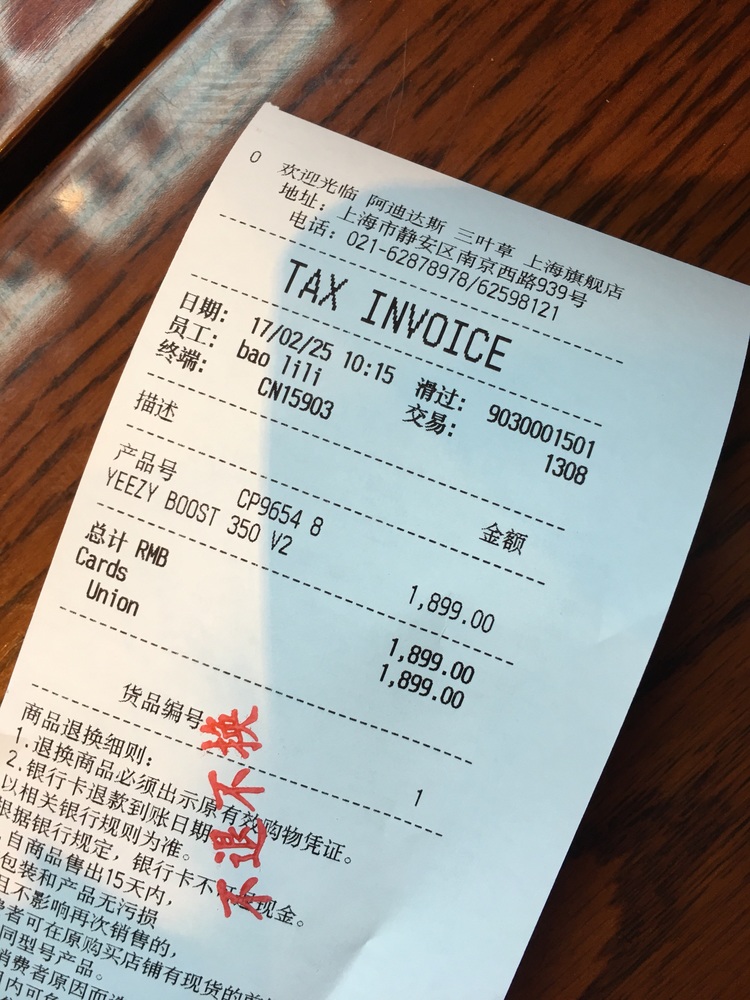 0 欢迎光临 阿迪达斯 三叶草 上海旗舰店
地址: 上海市静安区南京西路939号
电话: 021-62878978/62598121
TAX INVOICE
日期: 17/02/25 10:15 滑过: 9030001501
员工: bao lili 交易: 1308
终端: CN15903
描述 金额
产品号 CP9654 8
YEEZY BOOST 350 V2 1,899.00
总计 RMB 1,899.00
Cards 1,899.00
Union
货品编号 1
不退不换
商品退换细则:
1.退换商品必须出示原有效购物凭证。
2.银行卡退款到账日期
以相关银行规则为准。
根据银行规定, 银行卡不 现金。
自商品售出15天内,
包装和产品无污损
且不影响再次销售的,
费者可在原购买店铺有现货的前
同型号产品。
消费者原因而